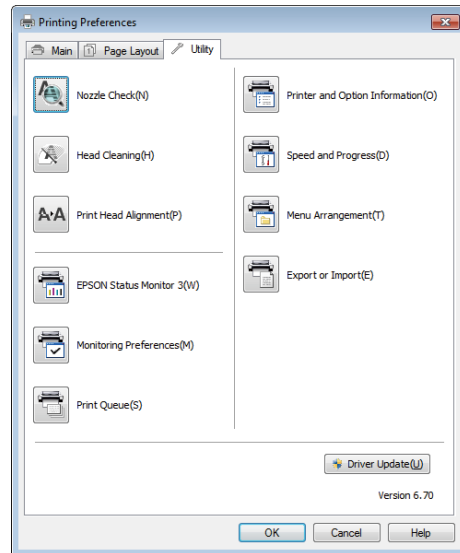 Printing Preferences
Main
Page Layout
Utility
Nozzle Check(N)
Head Cleaning(H)
A A Print Head Alignment(P)
EPSON Status Monitor 3(W)
Monitoring Preferences(M)
Print Queue(S)
Printer and Option Information(O)
Speed and Progress(D)
Menu Arrangement(T)
Export or Import(E)
Driver Update(U)
Version 6.70
OK
Cancel
Help